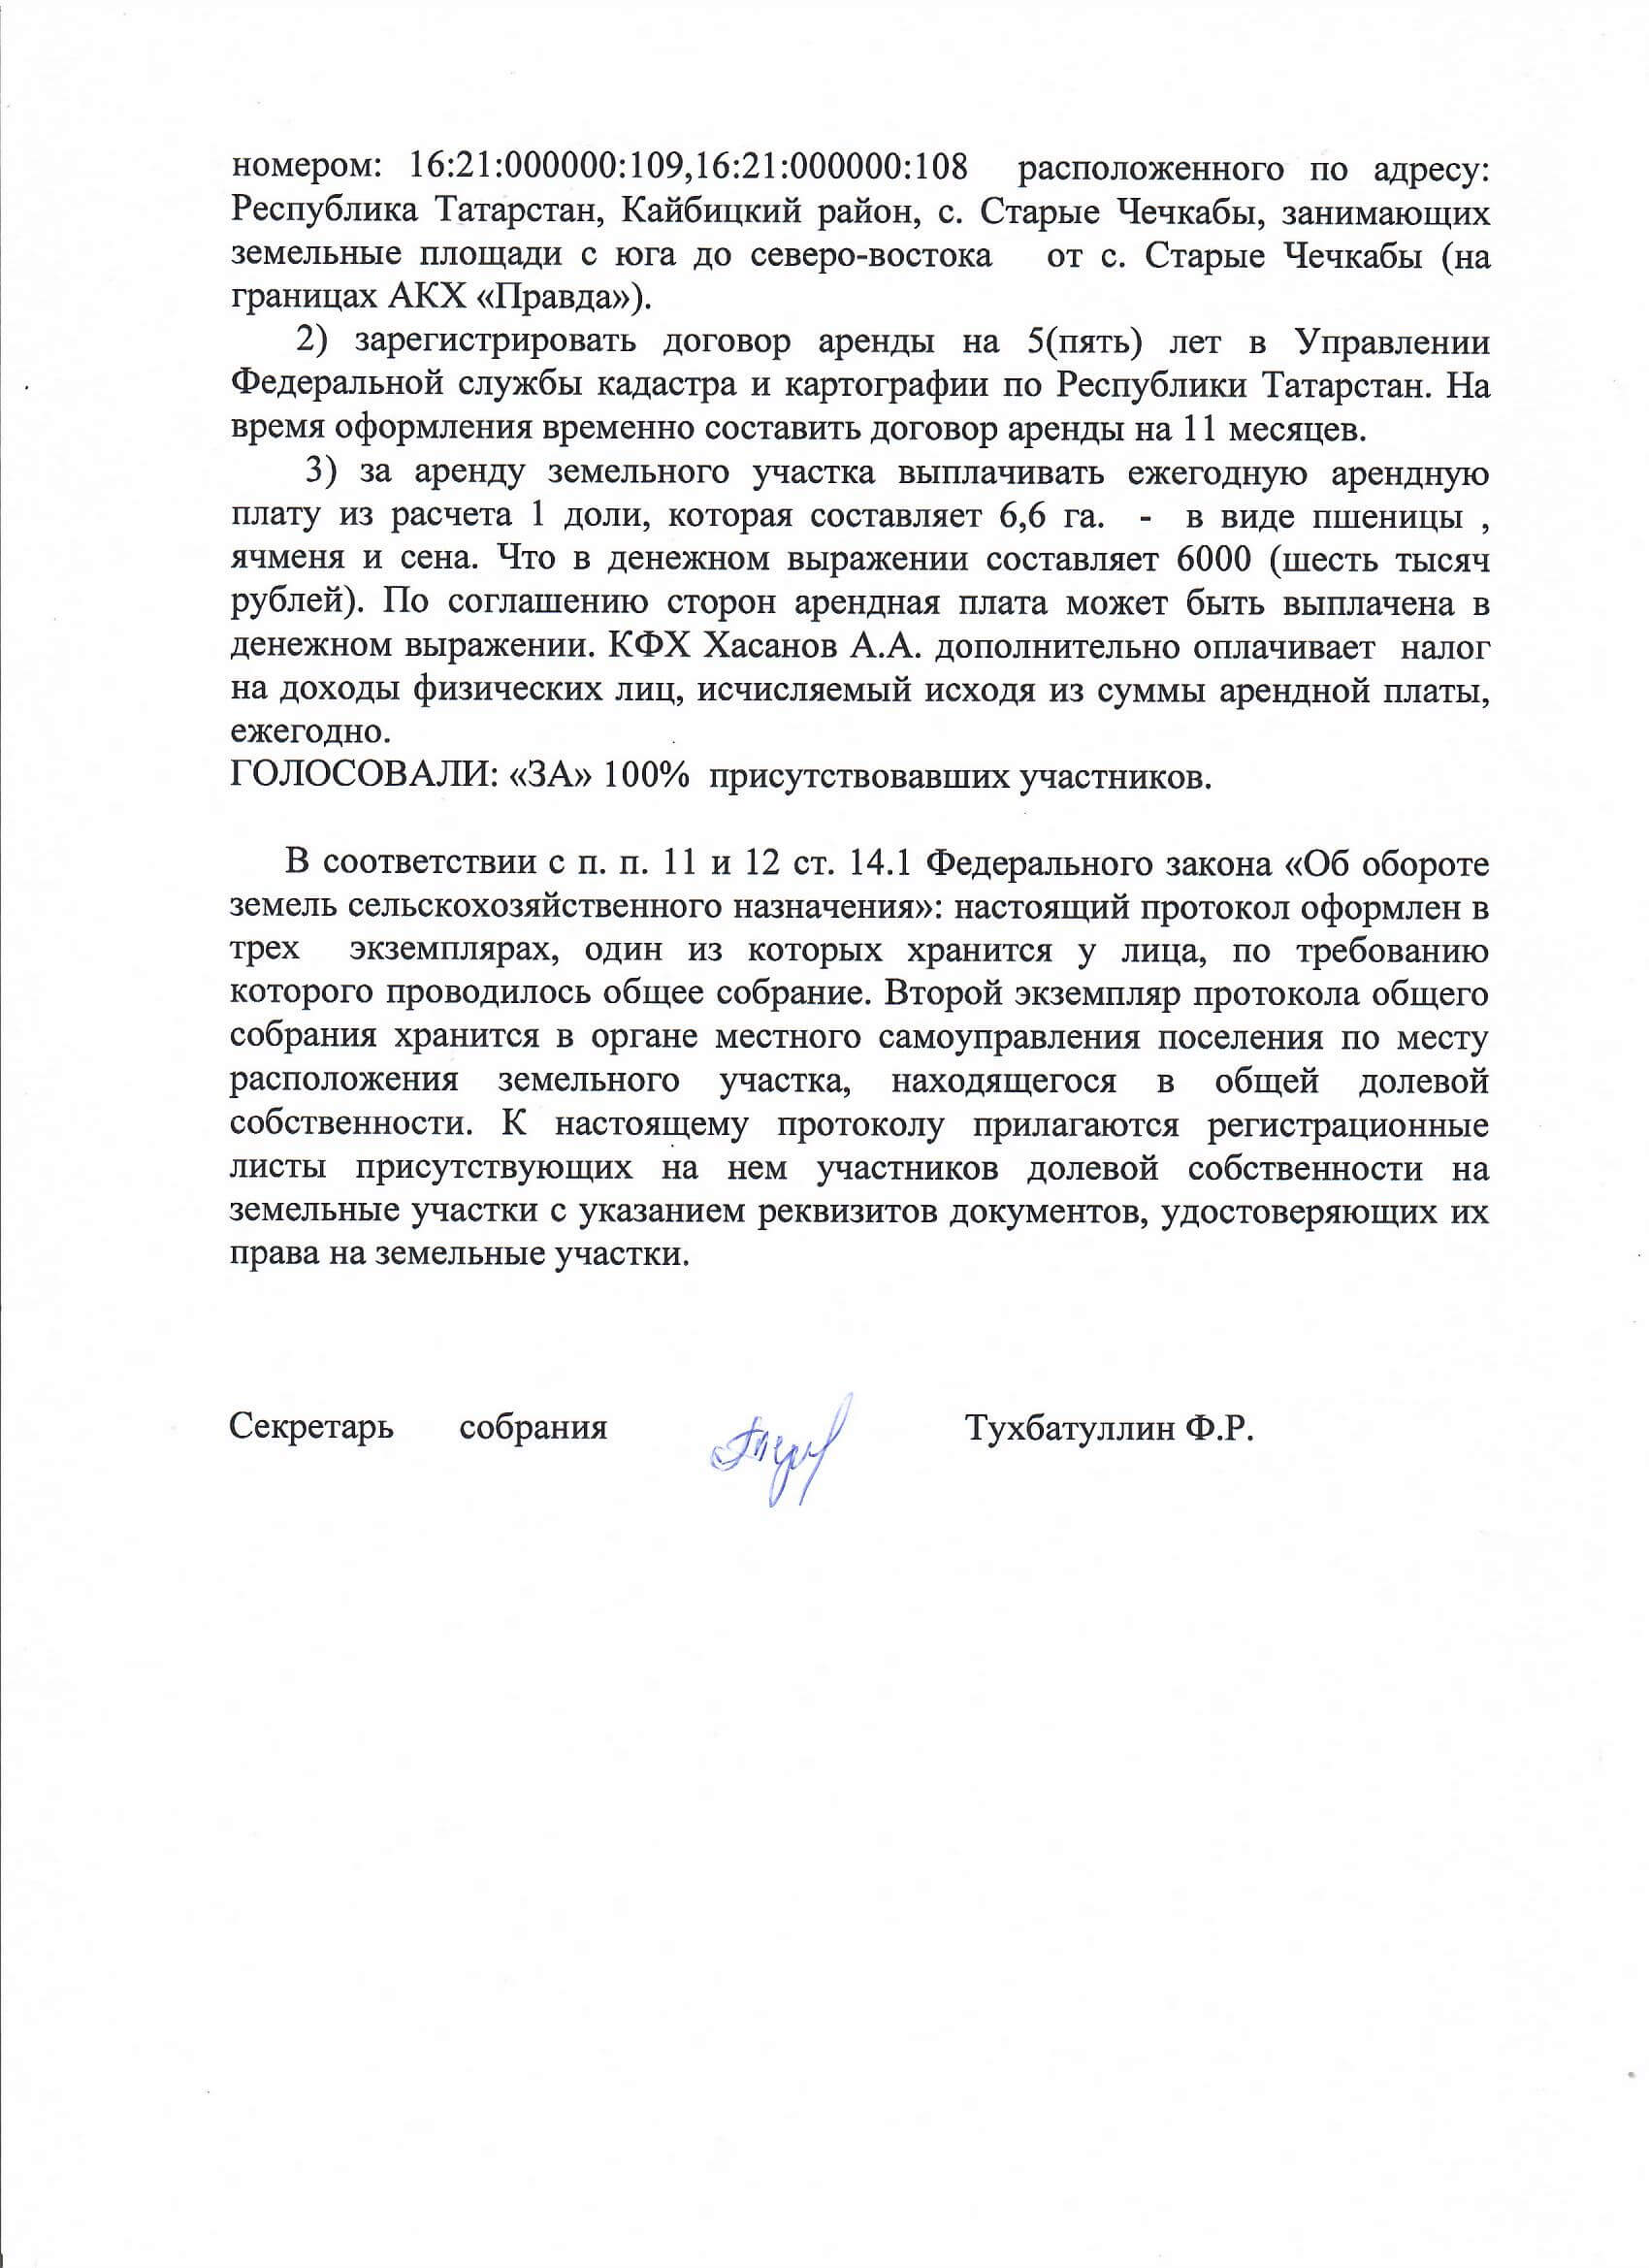 номером: 16:21:000000:109,16:21:000000:108 расположенного по адресу:
Республика Татарстан, Кайбицкий район, с. Старые Чечкабы, занимающих
земельные площади с юга до северо-востока от с. Старые Чечкабы (на
границах АКХ «Правда»).
2) зарегистрировать договор аренды на 5(пять) лет в Управлении
Федеральной службы кадастра и картографии по Республики Татарстан. На
время оформления временно составить договор аренды на 11 месяцев.
3) за аренду земельного участка выплачивать ежегодную арендную
плату из расчета 1 доли, которая составляет 6,6 га. - в виде пшеницы ,
ячменя и сена. Что в денежном выражении составляет 6000 (шесть тысяч
рублей). По соглашению сторон арендная плата может быть выплачена в
денежном выражении. КФХ Хасанов А.А. дополнительно оплачивает налог
на доходы физических лиц, исчисляемый исходя из суммы арендной платы,
ежегодно.
ГОЛОСОВАЛИ: «ЗА» 100% присутствовавших участников.
В соответствии с п. п. 11 и 12 ст. 14.1 Федерального закона «Об обороте
земель сельскохозяйственного назначения»: настоящий протокол оформлен в
трех экземплярах, один из которых хранится у лица, по требованию
которого проводилось общее собрание. Второй экземпляр протокола общего
собрания хранится в органе местного самоуправления поселения по месту
расположения земельного участка, находящегося в общей долевой
собственности. К настоящему протоколу прилагаются регистрационные
листы присутствующих на нем участников долевой собственности на
земельные участки с указанием реквизитов документов, удостоверяющих их
права на земельные участки.
Секретарь собрания Тухбатуллин Ф.Р.